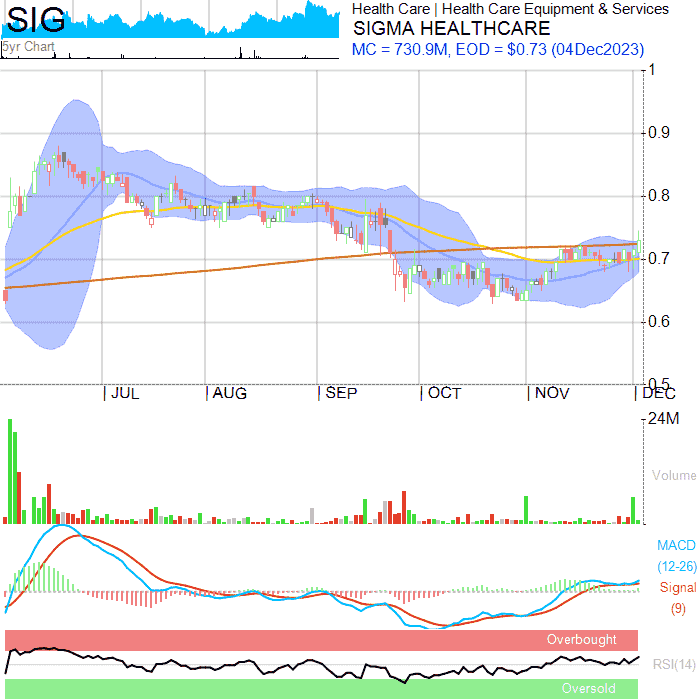 SIG
5yr Chart
Health Care | Health Care Equipment & Services
SIGMA HEALTHCARE
MC = 730.9M, EOD = $0.73 (04Dec2023)
1
0.9
0.8
0.7
0.6
0.5
JUL
AUG
SEP
OCT
NOV
DEC
24M
Volume
MACD
(12-26)
Signal
(9)
Overbought
RSI(14)
Oversold